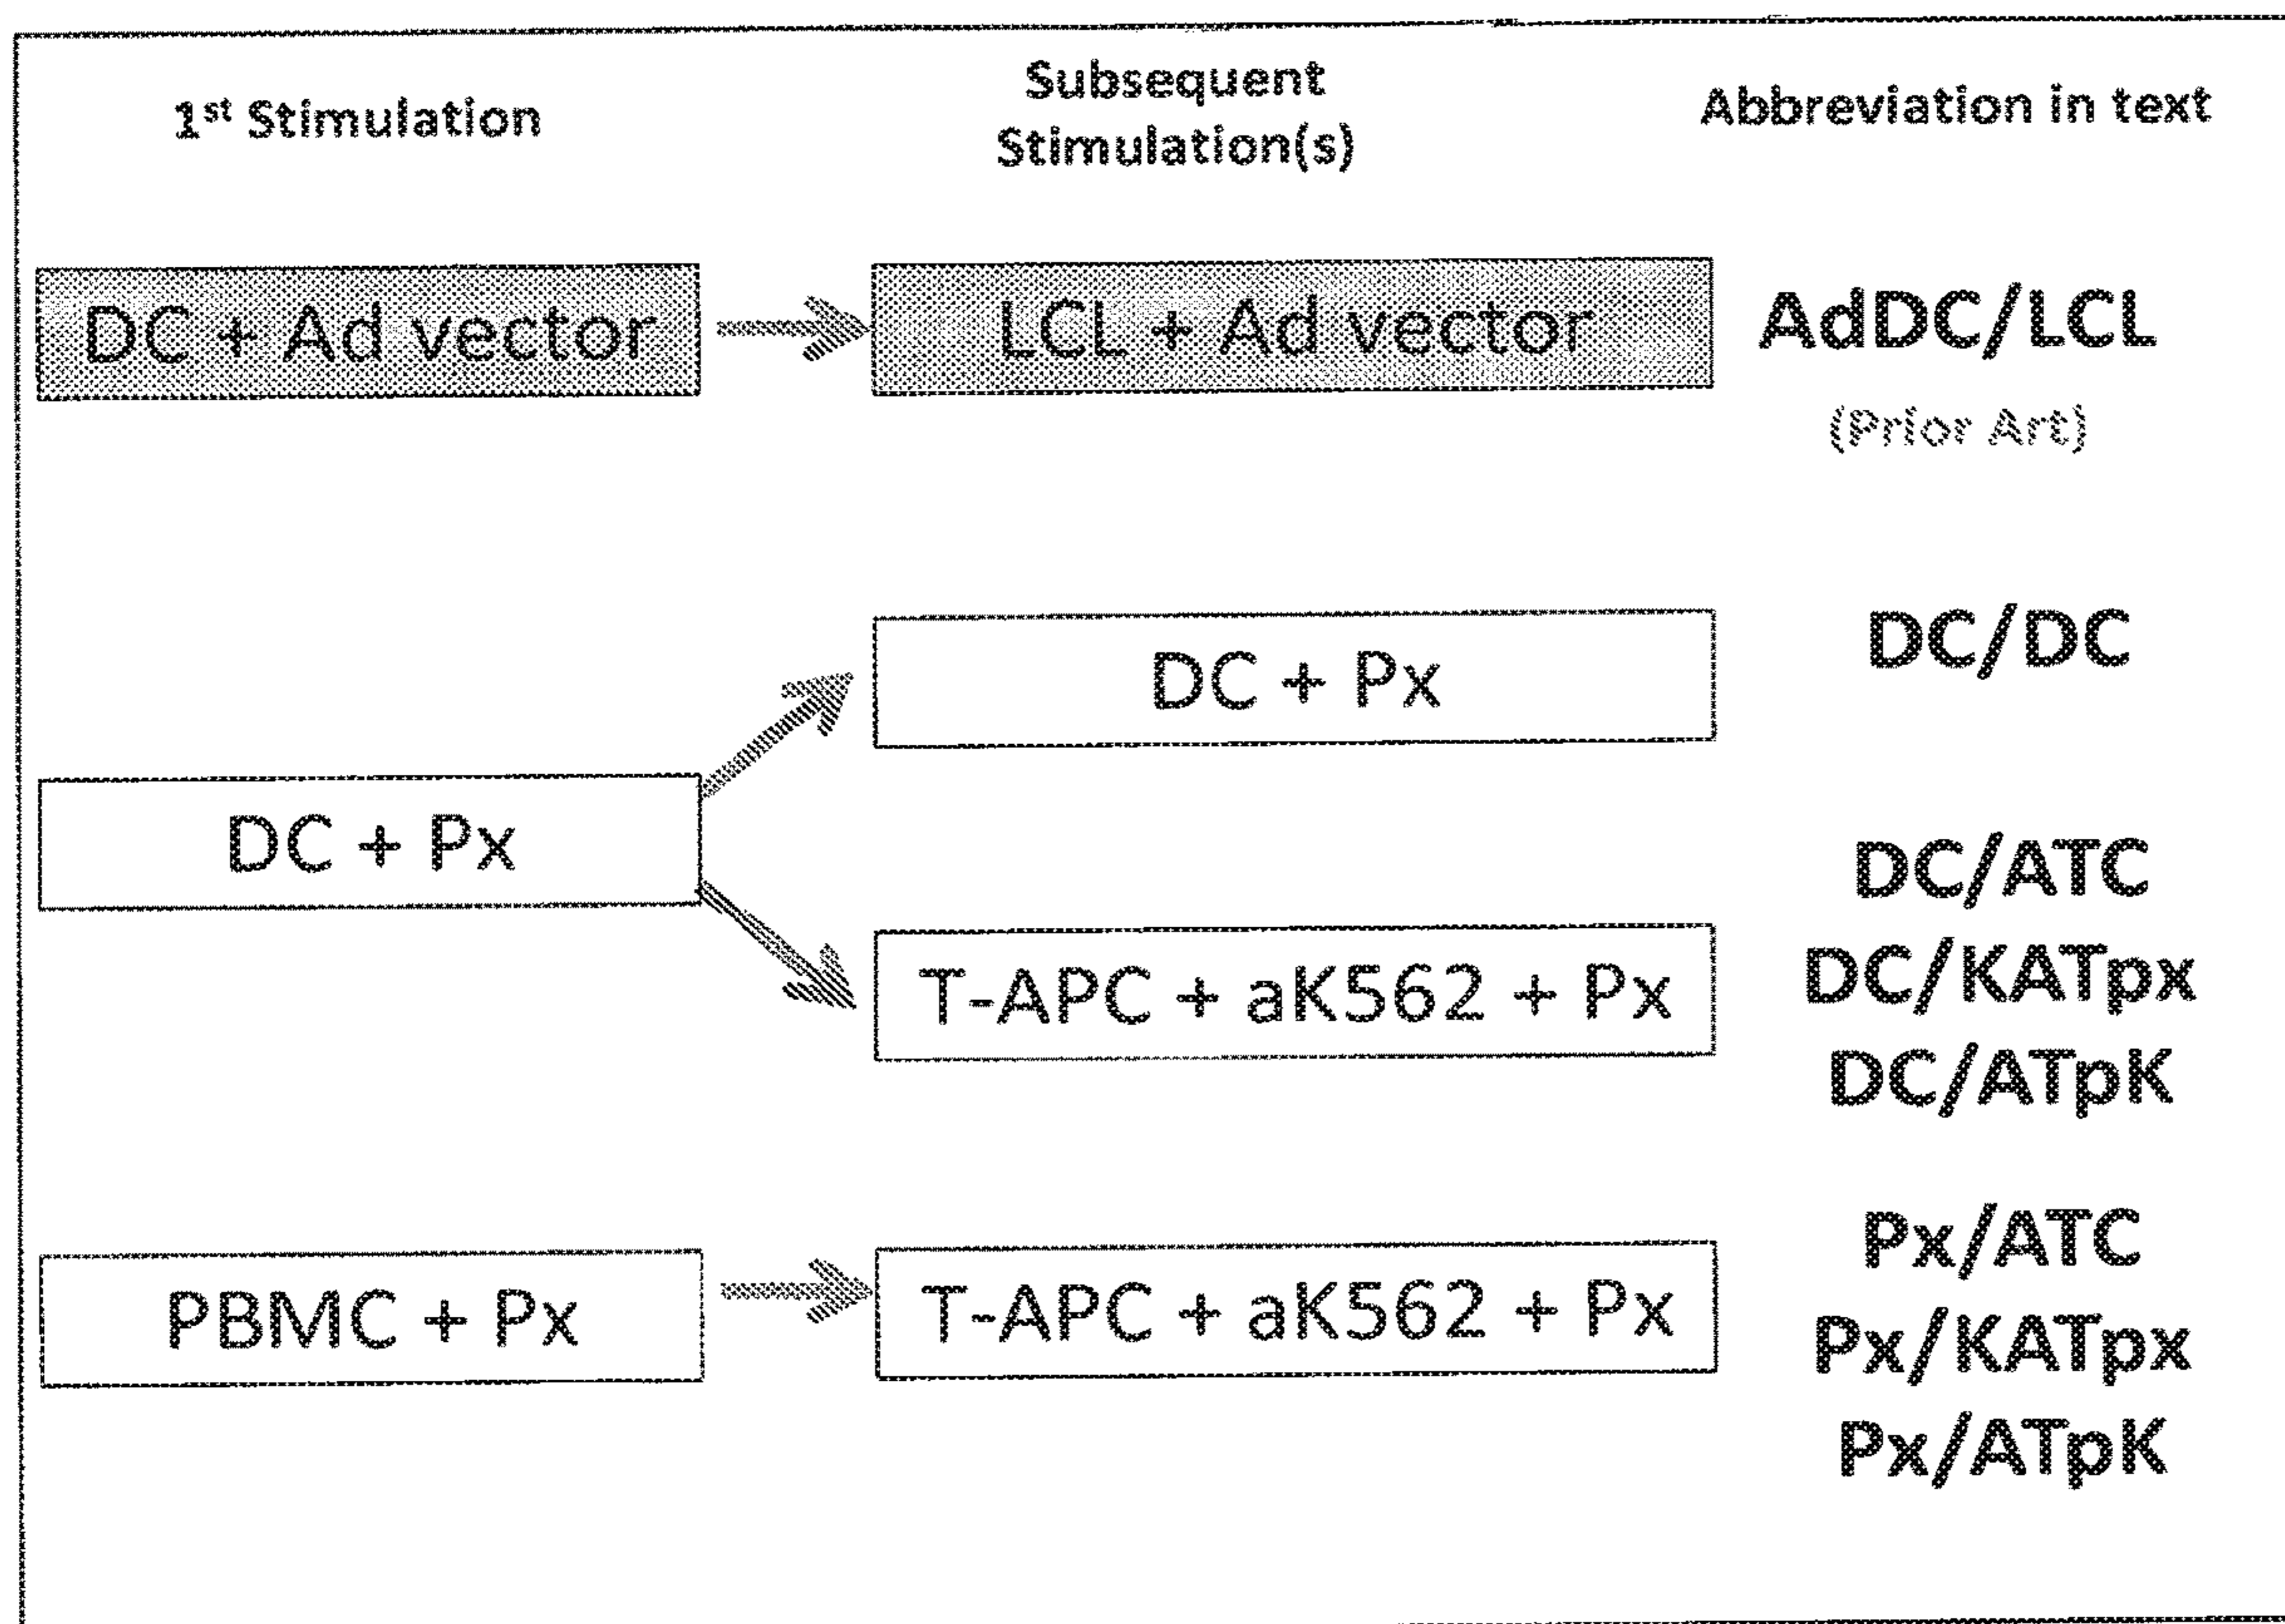 1st Stimulation
Subsequent
Stimulation(s)
Abbreviation in text
DC + Ad vector
LCL + Ad vector
AdDC/LCL
(Prior Art)
DC + Px
DC + Px
DC/DC
T-APC + aK562 + Px
DC/ATC
DC/KATpx
DC/ATpK
PBMC + Px
T-APC + aK562 + Px
Px/ATC
Px/KATpx
Px/ATpK